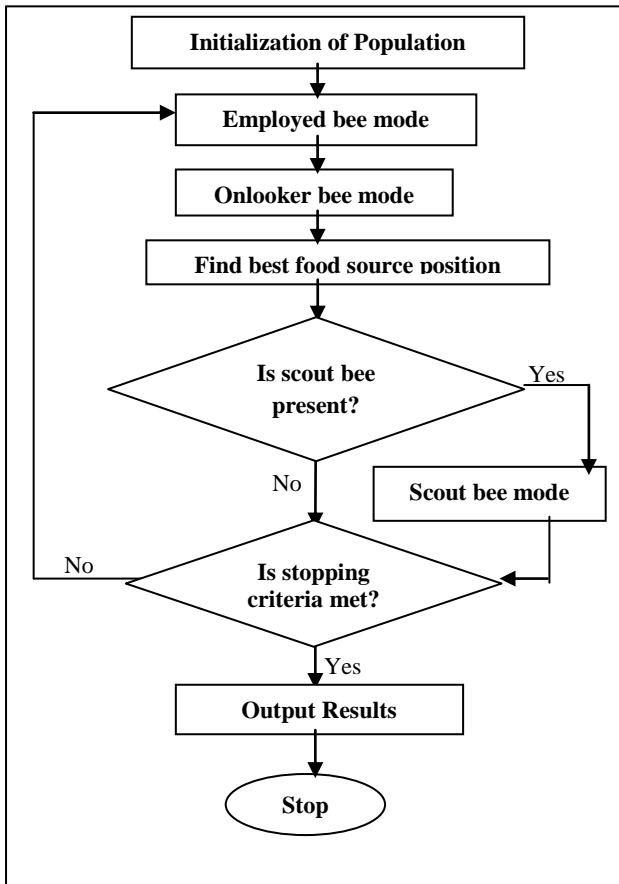 Initialization of Population
Employed bee mode
Onlooker bee mode
Find best food source position
Is scout bee
present?
Yes
No
Scout bee mode
No
Is stopping
criteria met?
Yes
Output Results
Stop